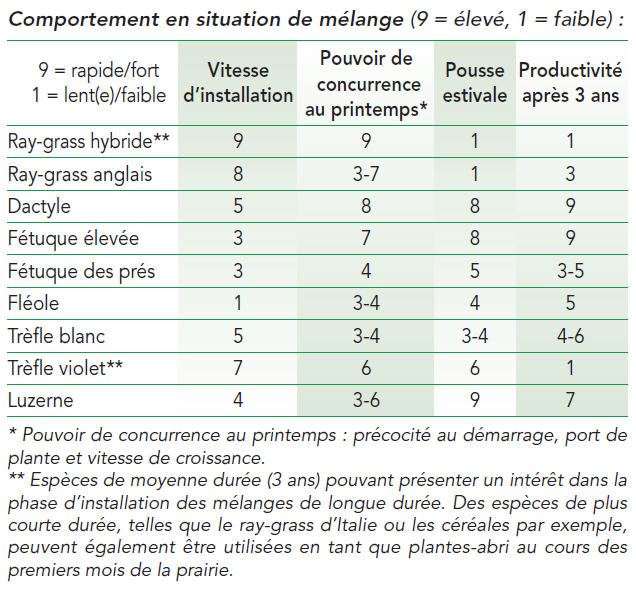 Comportement en situation de mélange (9 = élevé, 1 = faible) :
9 = rapide/fort
1 = lent(e)/faible
Vitesse d’installation
Pouvoir de concurrence au printemps*
Pousse estivale
Productivité après 3 ans
Ray-grass hybride** 9 9 1 1
Ray-grass anglais 8 3-7 1 3
Dactyle 5 8 8 9
Fétuque élevée 3 7 8 9
Fétuque des prés 3 4 5 3-5
Fléole 1 3-4 4 5
Trèfle blanc 5 3-4 3-4 4-6
Trèfle violet** 7 6 6 1
Luzerne 4 3-6 9 7
* Pouvoir de concurrence au printemps : précocité au démarrage, port de
plante et vitesse de croissance.
** Espèces de moyenne durée (3 ans) pouvant présenter un intérêt dans la
phase d’installation des mélanges de longue durée. Des espèces de plus
courte durée, telles que le ray-grass d’Italie ou les céréales par exemple,
peuvent également être utilisées en tant que plantes-abri au cours des
premiers mois de la prairie.